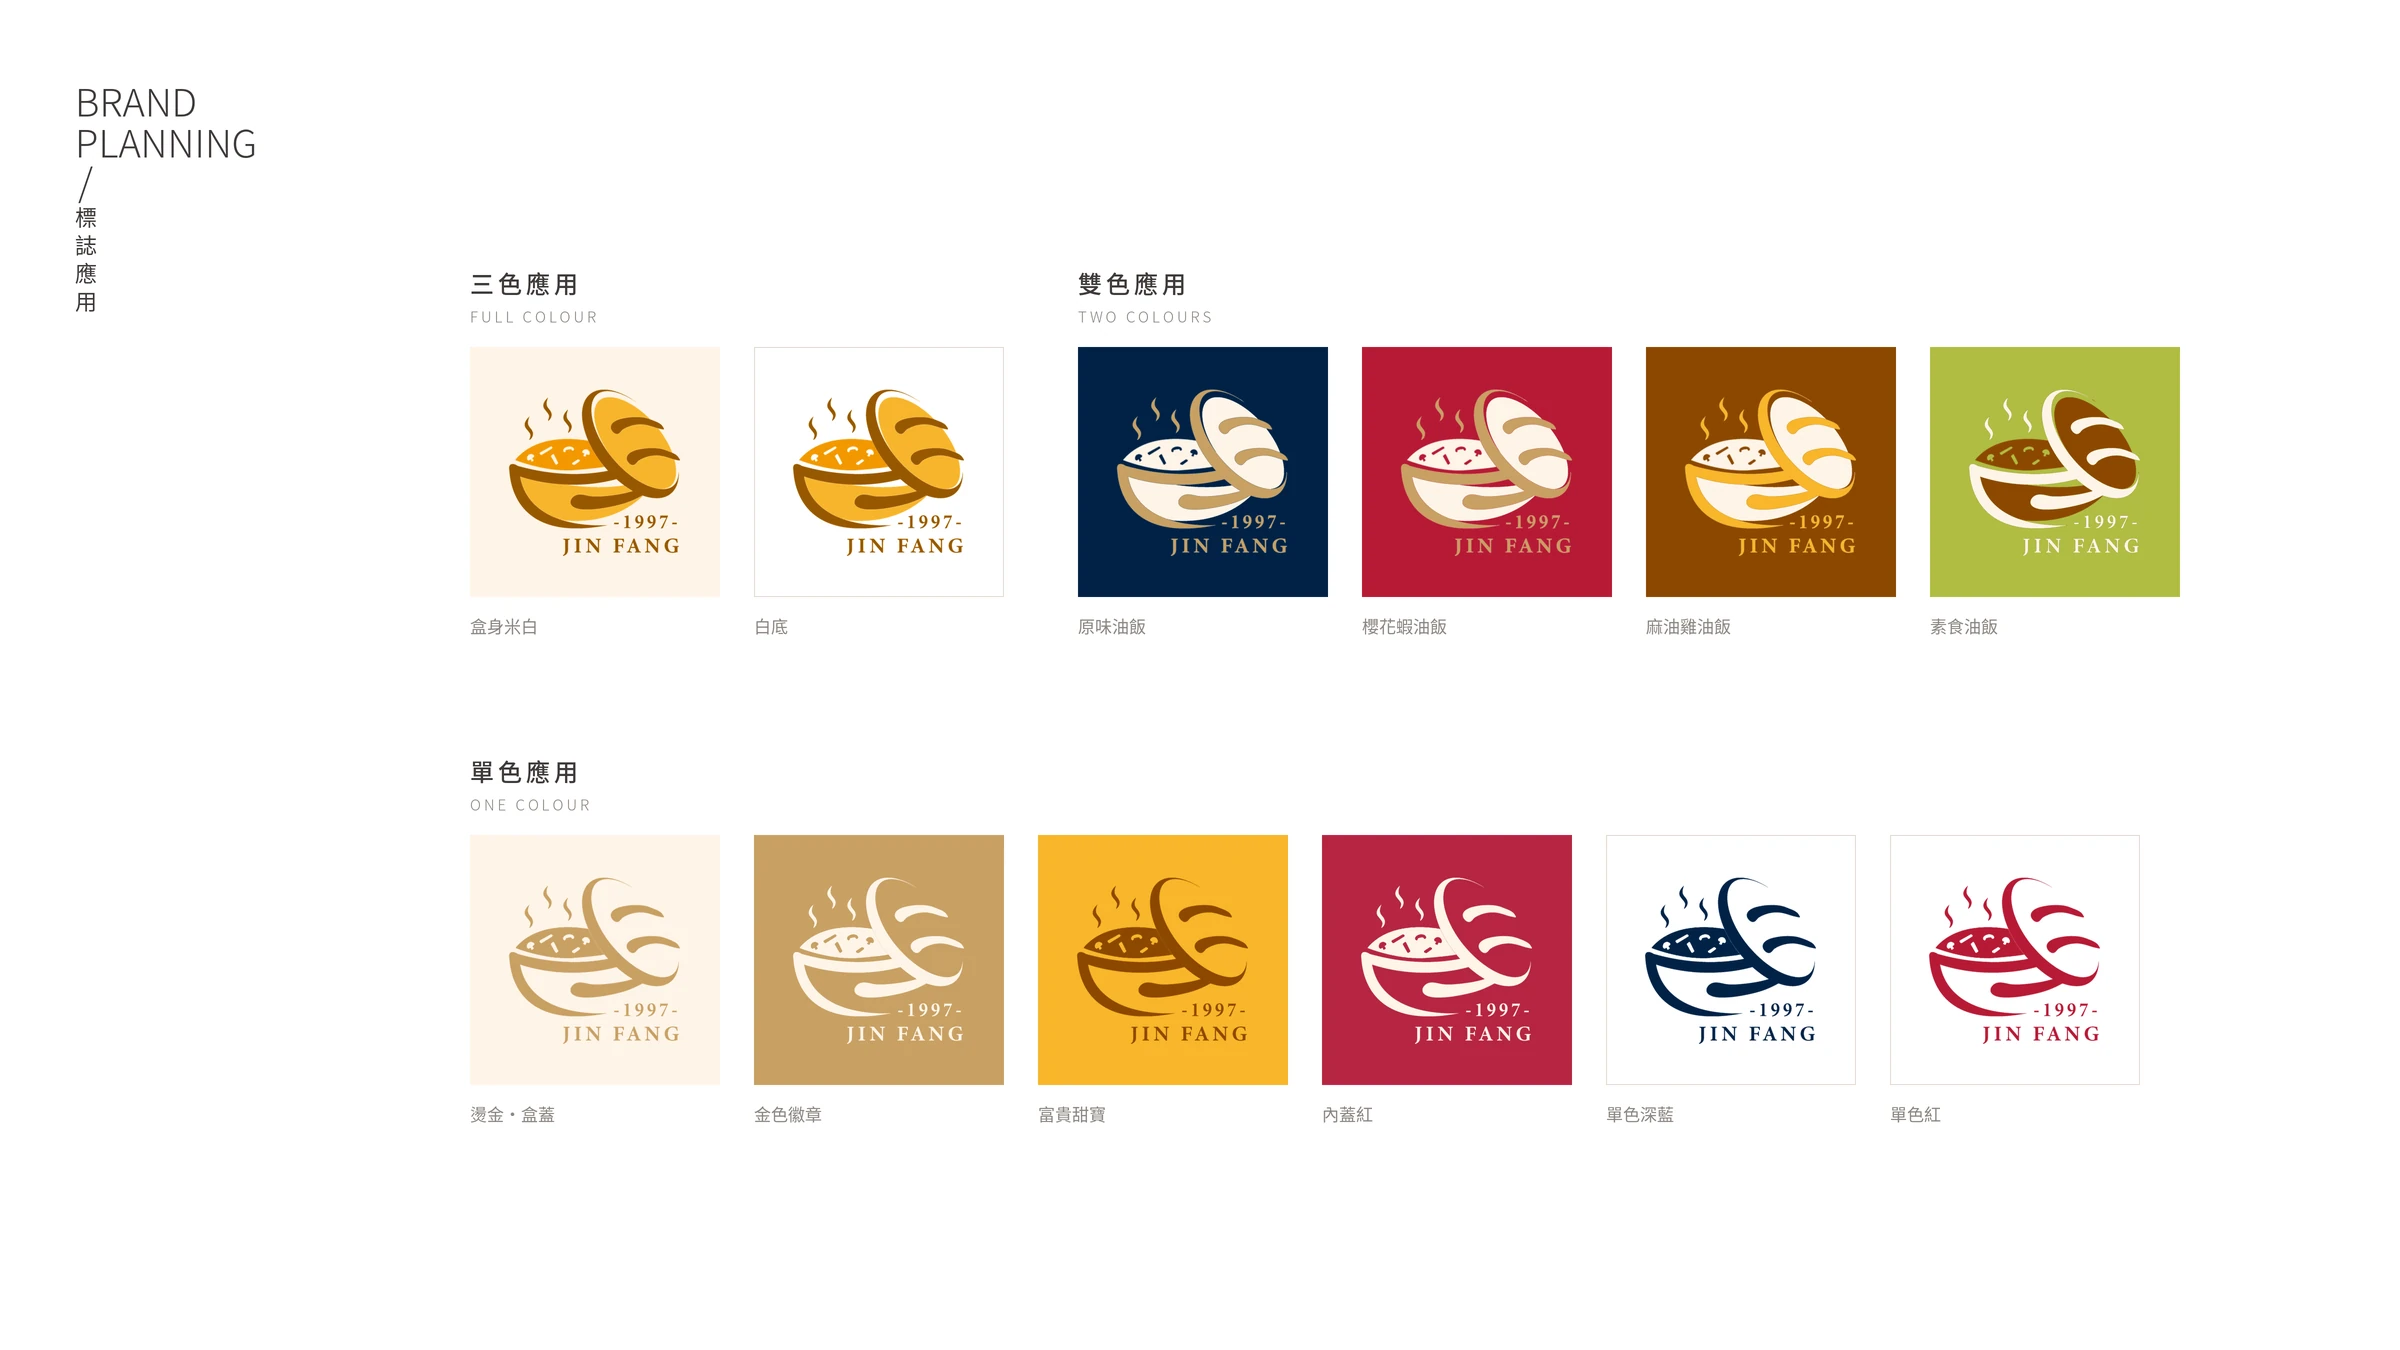 BRAND
PLANNING
/
標誌應用
三色應用
FULL COLOUR
-1997-
JIN FANG
盒身米白
-1997-
JIN FANG
白底
雙色應用
TWO COLOURS
-1997-
JIN FANG
原味油飯
-1997-
JIN FANG
櫻花蝦油飯
-1997-
JIN FANG
麻油雞油飯
-1997-
JIN FANG
素食油飯
單色應用
ONE COLOUR
-1997-
JIN FANG
燙金・盒蓋
-1997-
JIN FANG
金色徽章
-1997-
JIN FANG
富貴甜寶
-1997-
JIN FANG
內蓋紅
-1997-
JIN FANG
單色深藍
-1997-
JIN FANG
單色紅